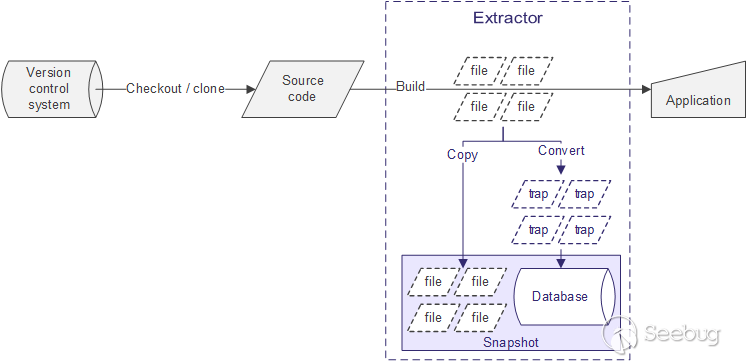 Extractor
Version
control
system
Checkout / clone
Source
code
Build
file file
file file
Application
Copy
Convert
trap trap
trap trap
file file
file file
Database
Snapshot
Seebug